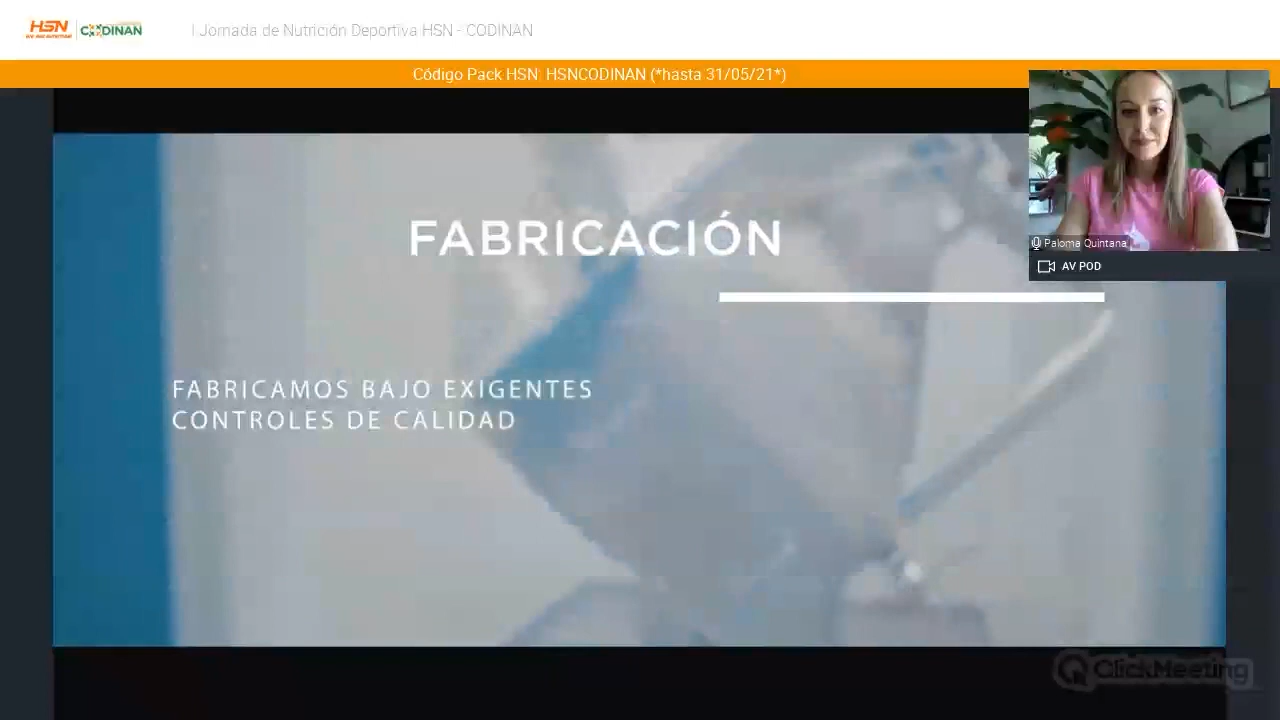 HSN
CODINAN
I Jornada de Nutrición Deportiva HSN - CODINAN
Código Pack HSN: HSNCODINAN (*hasta 31/05/21*)
Paloma Quintana
AV POD
FABRICACIÓN
FABRICAMOS BAJO EXIGENTES
CONTROLES DE CALIDAD
ClickMeeting